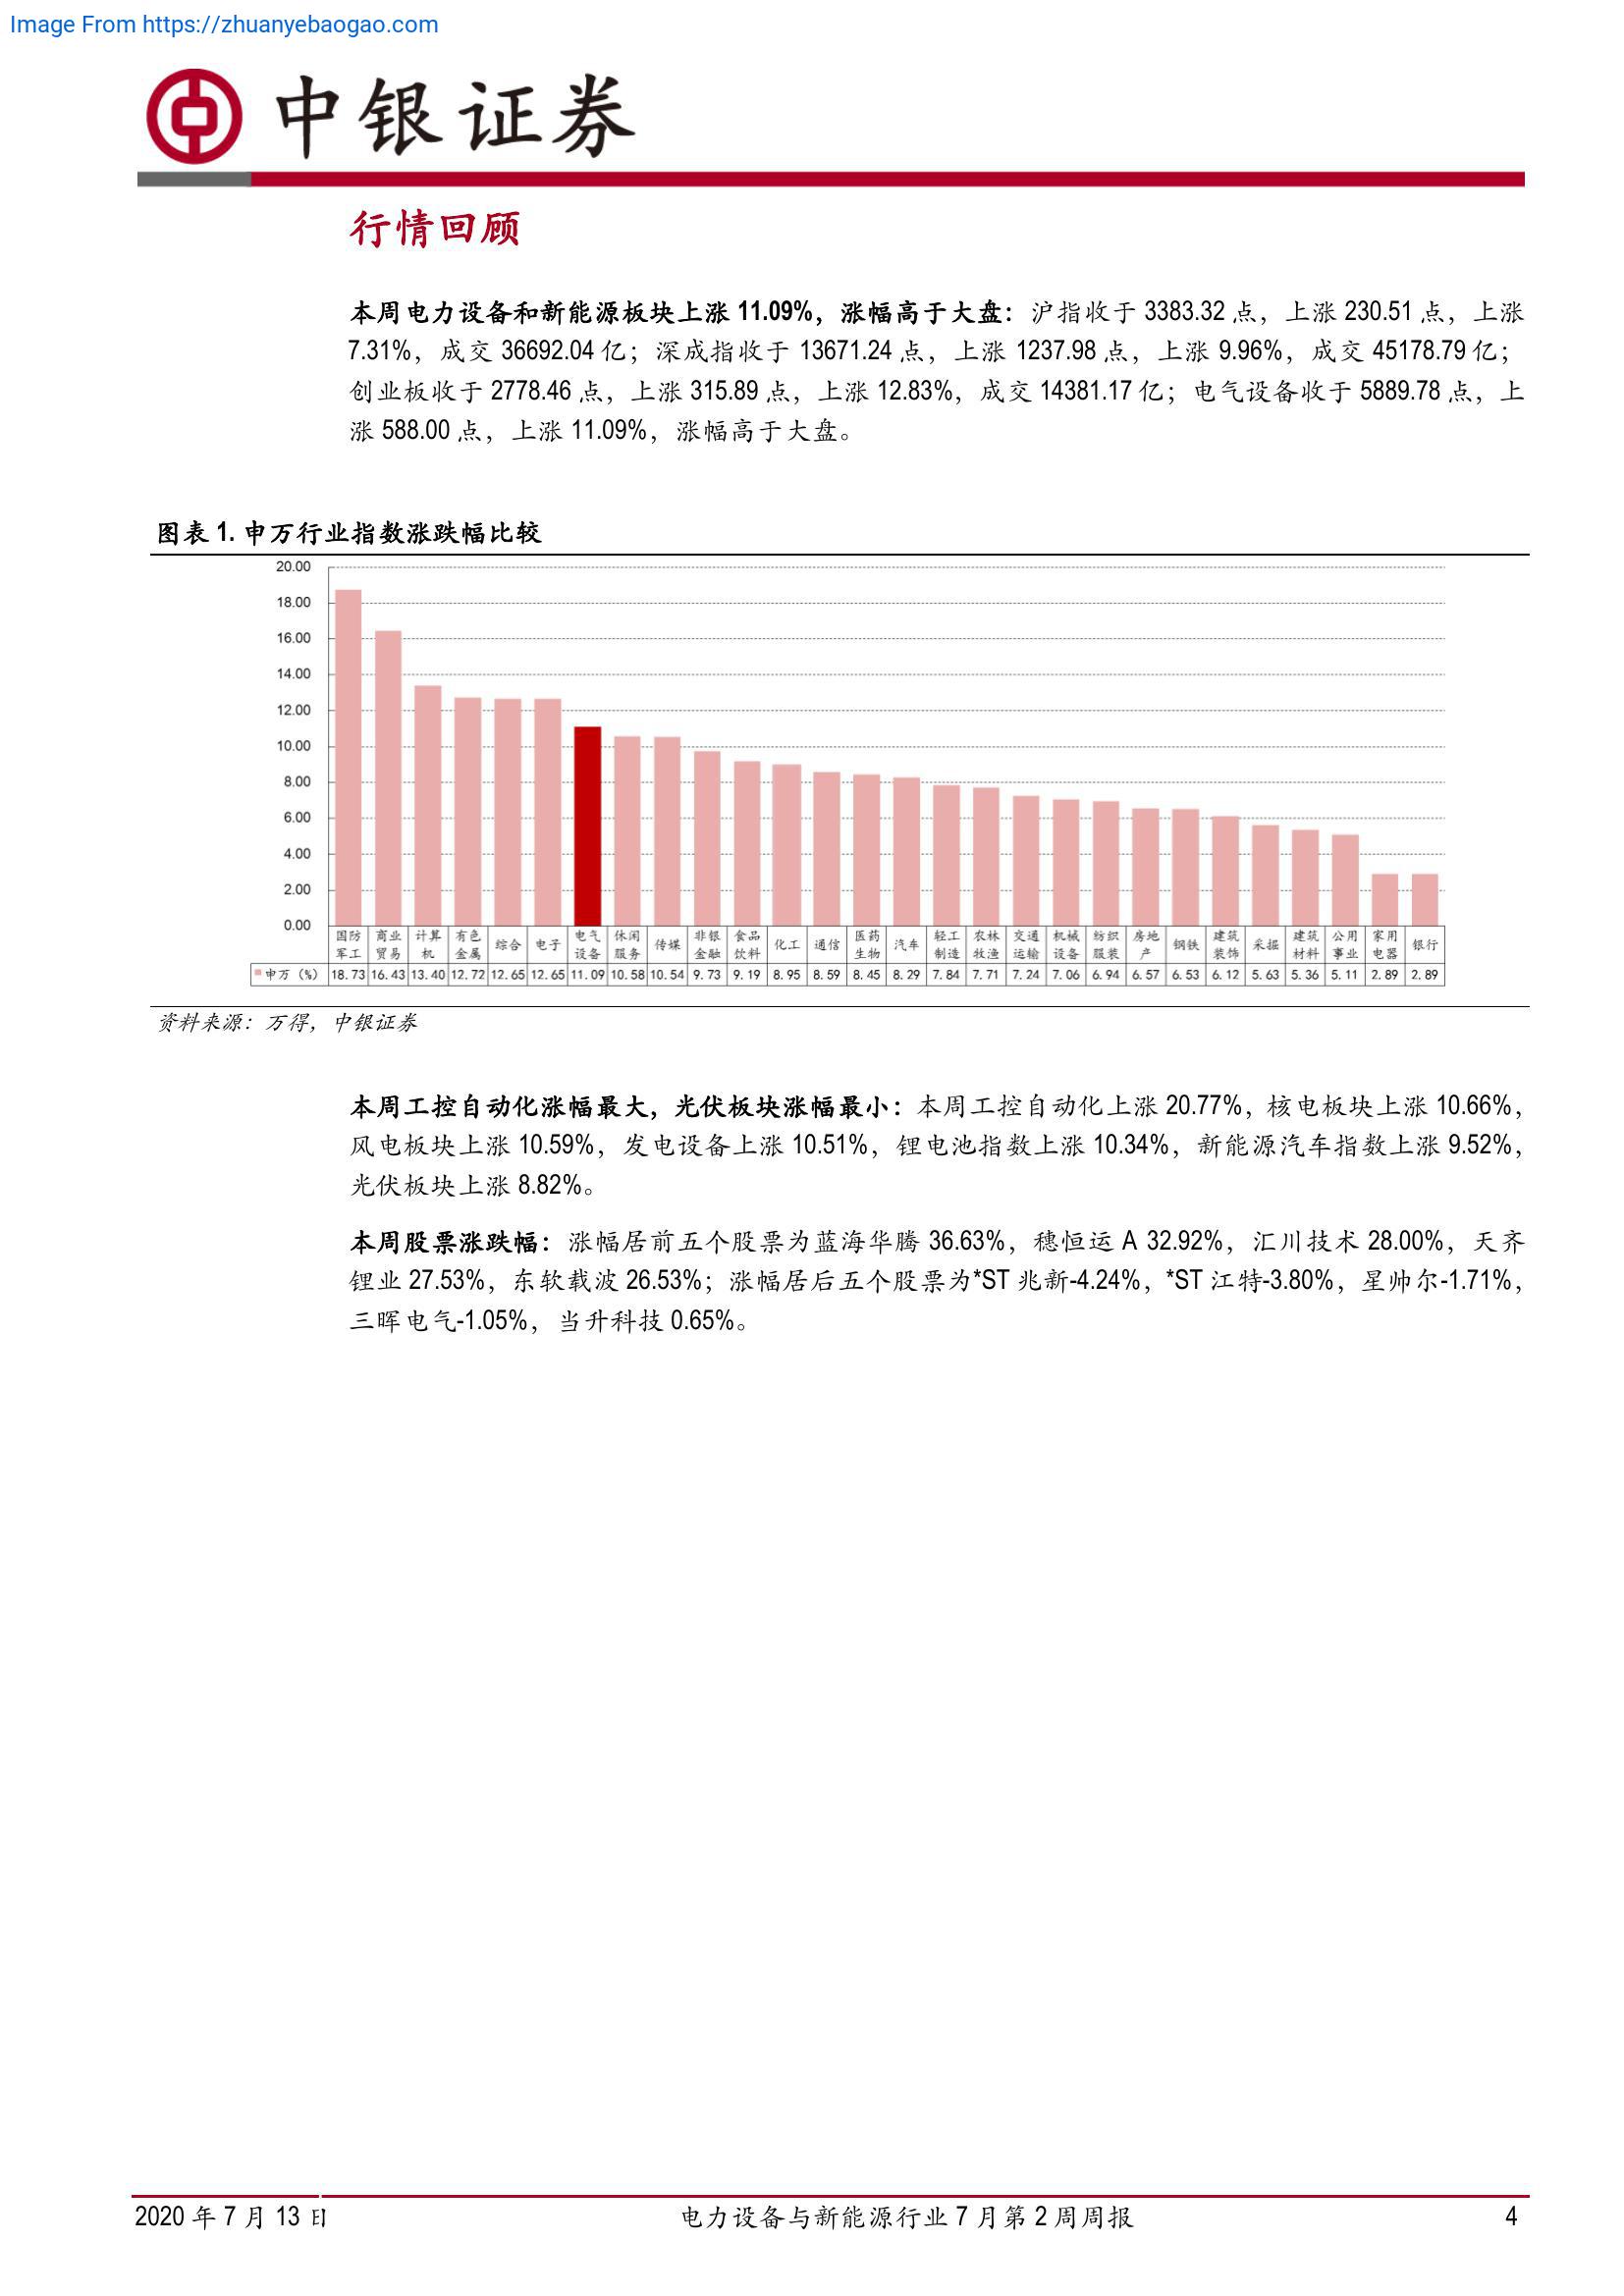 Image From https://zhuanyebaogao.com
中银证券
行情回顾
本周电力设备和新能源板块上涨 11.09%，涨幅高于大盘：沪指收于 3383.32 点，上涨 230.51 点，上涨
7.31%，成交 36692.04 亿；深成指收于 13671.24 点，上涨 1237.98 点，上涨 9.96%，成交 45178.79 亿；
创业板收于 2778.46 点，上涨 315.89 点，上涨 12.83%，成交 14381.17 亿；电气设备收于 5889.78 点，上
涨 588.00 点，上涨 11.09%，涨幅高于大盘。
图表 1. 申万行业指数涨跌幅比较
20.00
18.00
16.00
14.00
12.00
10.00
8.00
6.00
4.00
2.00
0.00
国防 商业 计算 有色 综合 电子 电气 休闲 传媒 非银 食品 化工 通信 医药 汽车 轻工 农林 交通 机械 纺织 房地 钢铁 建筑 采掘 建筑 公用 家用 银行
军工 贸易 机 金属 设备 服务 金融 饮料 生物 制造 牧渔 运输 设备 服装 产 装饰 材料 事业 电器
申万（%） 18.73 16.43 13.40 12.72 12.65 12.65 11.09 10.58 10.54 9.73 9.19 8.95 8.59 8.45 8.29 7.84 7.71 7.24 7.06 6.94 6.57 6.53 6.12 5.63 5.36 5.11 2.89 2.89
资料来源：万得，中银证券
本周工控自动化涨幅最大，光伏板块涨幅最小：本周工控自动化上涨 20.77%，核电板块上涨 10.66%，
风电板块上涨 10.59%，发电设备上涨 10.51%，锂电池指数上涨 10.34%，新能源汽车指数上涨 9.52%，
光伏板块上涨 8.82%。
本周股票涨跌幅：涨幅居前五个股票为蓝海华腾 36.63%，穗恒运 A 32.92%，汇川技术 28.00%，天齐
锂业 27.53%，东软载波 26.53%；涨幅居后五个股票为*ST 兆新-4.24%，*ST 江特-3.80%，星帅尔-1.71%，
三晖电气-1.05%，当升科技 0.65%。
2020 年 7 月 13 日 电力设备与新能源行业 7 月第 2 周周报 4